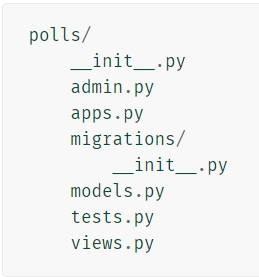 polls/
    __init__.py
    admin.py
    apps.py
    migrations/
        __init__.py
    models.py
    tests.py
    views.py